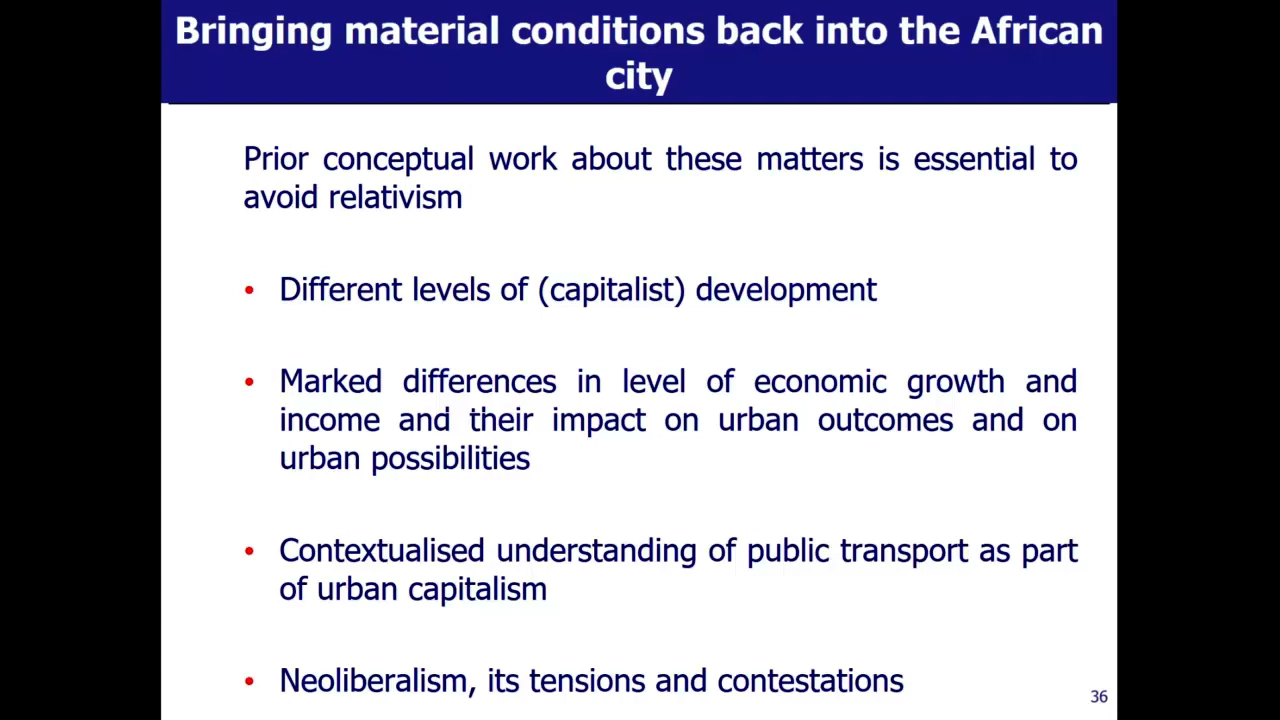 Bringing material conditions back into the African
city
Prior conceptual work about these matters is essential to
avoid relativism
• Different levels of (capitalist) development
• Marked differences in level of economic growth and
income and their impact on urban outcomes and on
urban possibilities
• Contextualised understanding of public transport as part
of urban capitalism
• Neoliberalism, its tensions and contestations
36